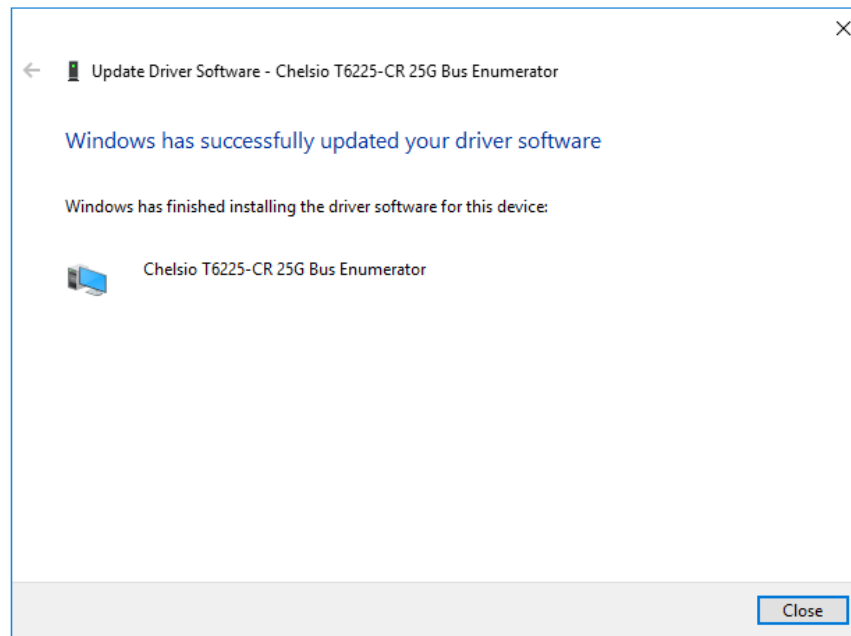 Update Driver Software - Chelsio T6225-CR 25G Bus Enumerator
Windows has successfully updated your driver software
Windows has finished installing the driver software for this device:
Chelsio T6225-CR 25G Bus Enumerator
Close